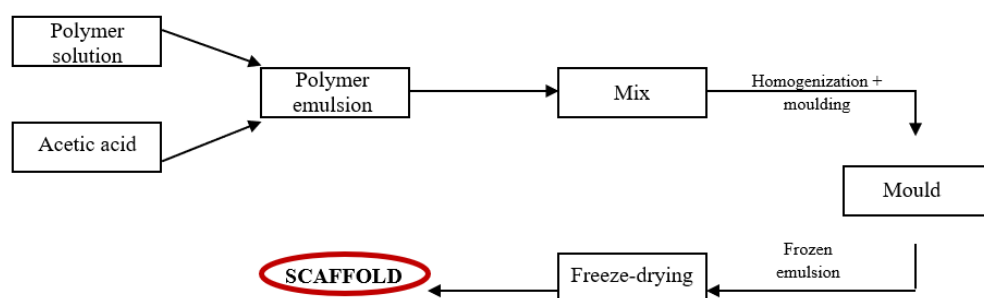 Polymer
solution
Acetic acid
Polymer
emulsion
Mix
Homogenization +
moulding
Mould
Frozen
emulsion
Freeze-drying
SCAFFOLD